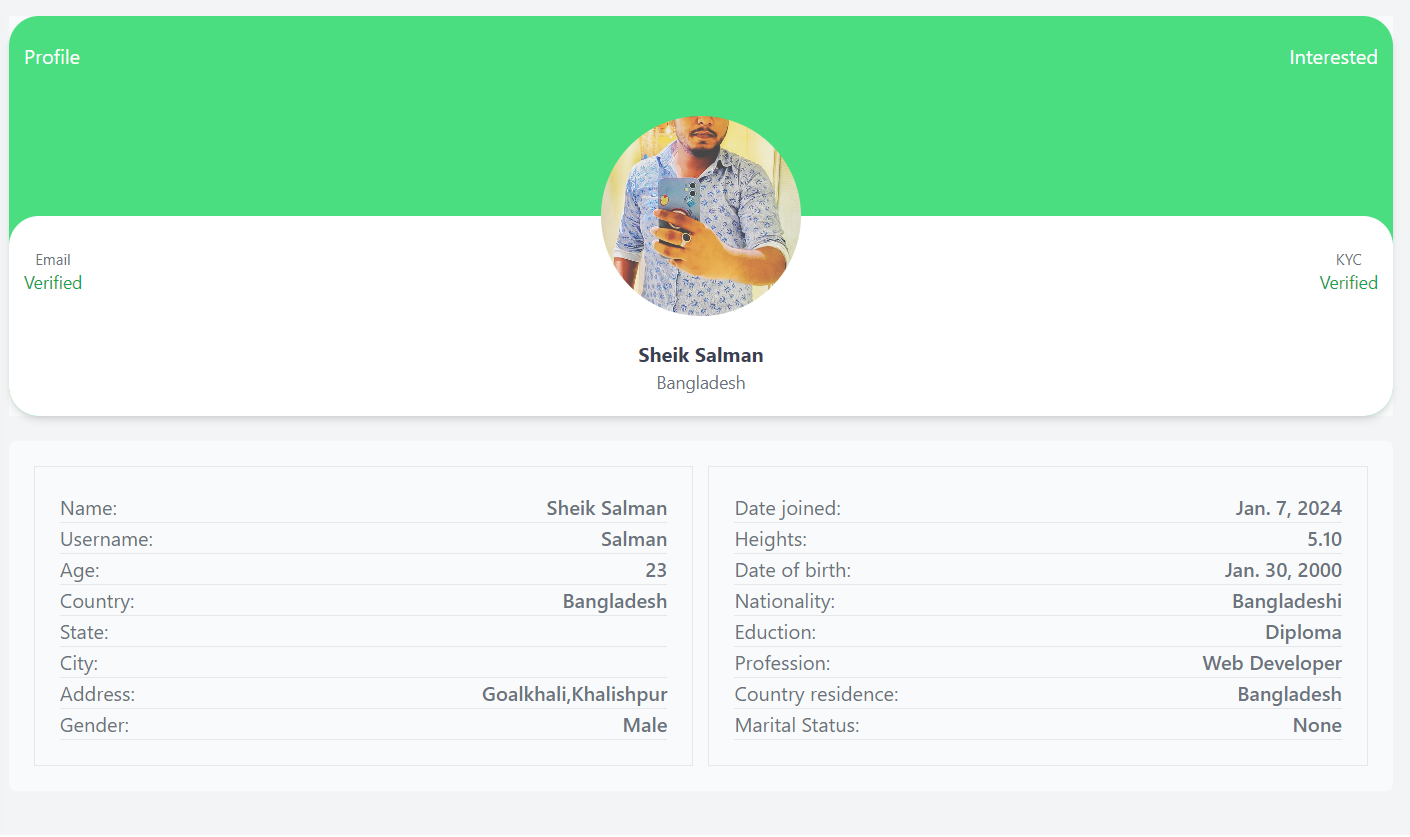 Profile
Interested
Email
Verified
KYC
Verified
Sheik Salman
Bangladesh
Name: Sheik Salman
Username: Salman
Age: 23
Country: Bangladesh
State:
City:
Address: Goalkhali,Khalishpur
Gender: Male
Date joined: Jan. 7, 2024
Heights: 5.10
Date of birth: Jan. 30, 2000
Nationality: Bangladeshi
Eduction: Diploma
Profession: Web Developer
Country residence: Bangladesh
Marital Status: None